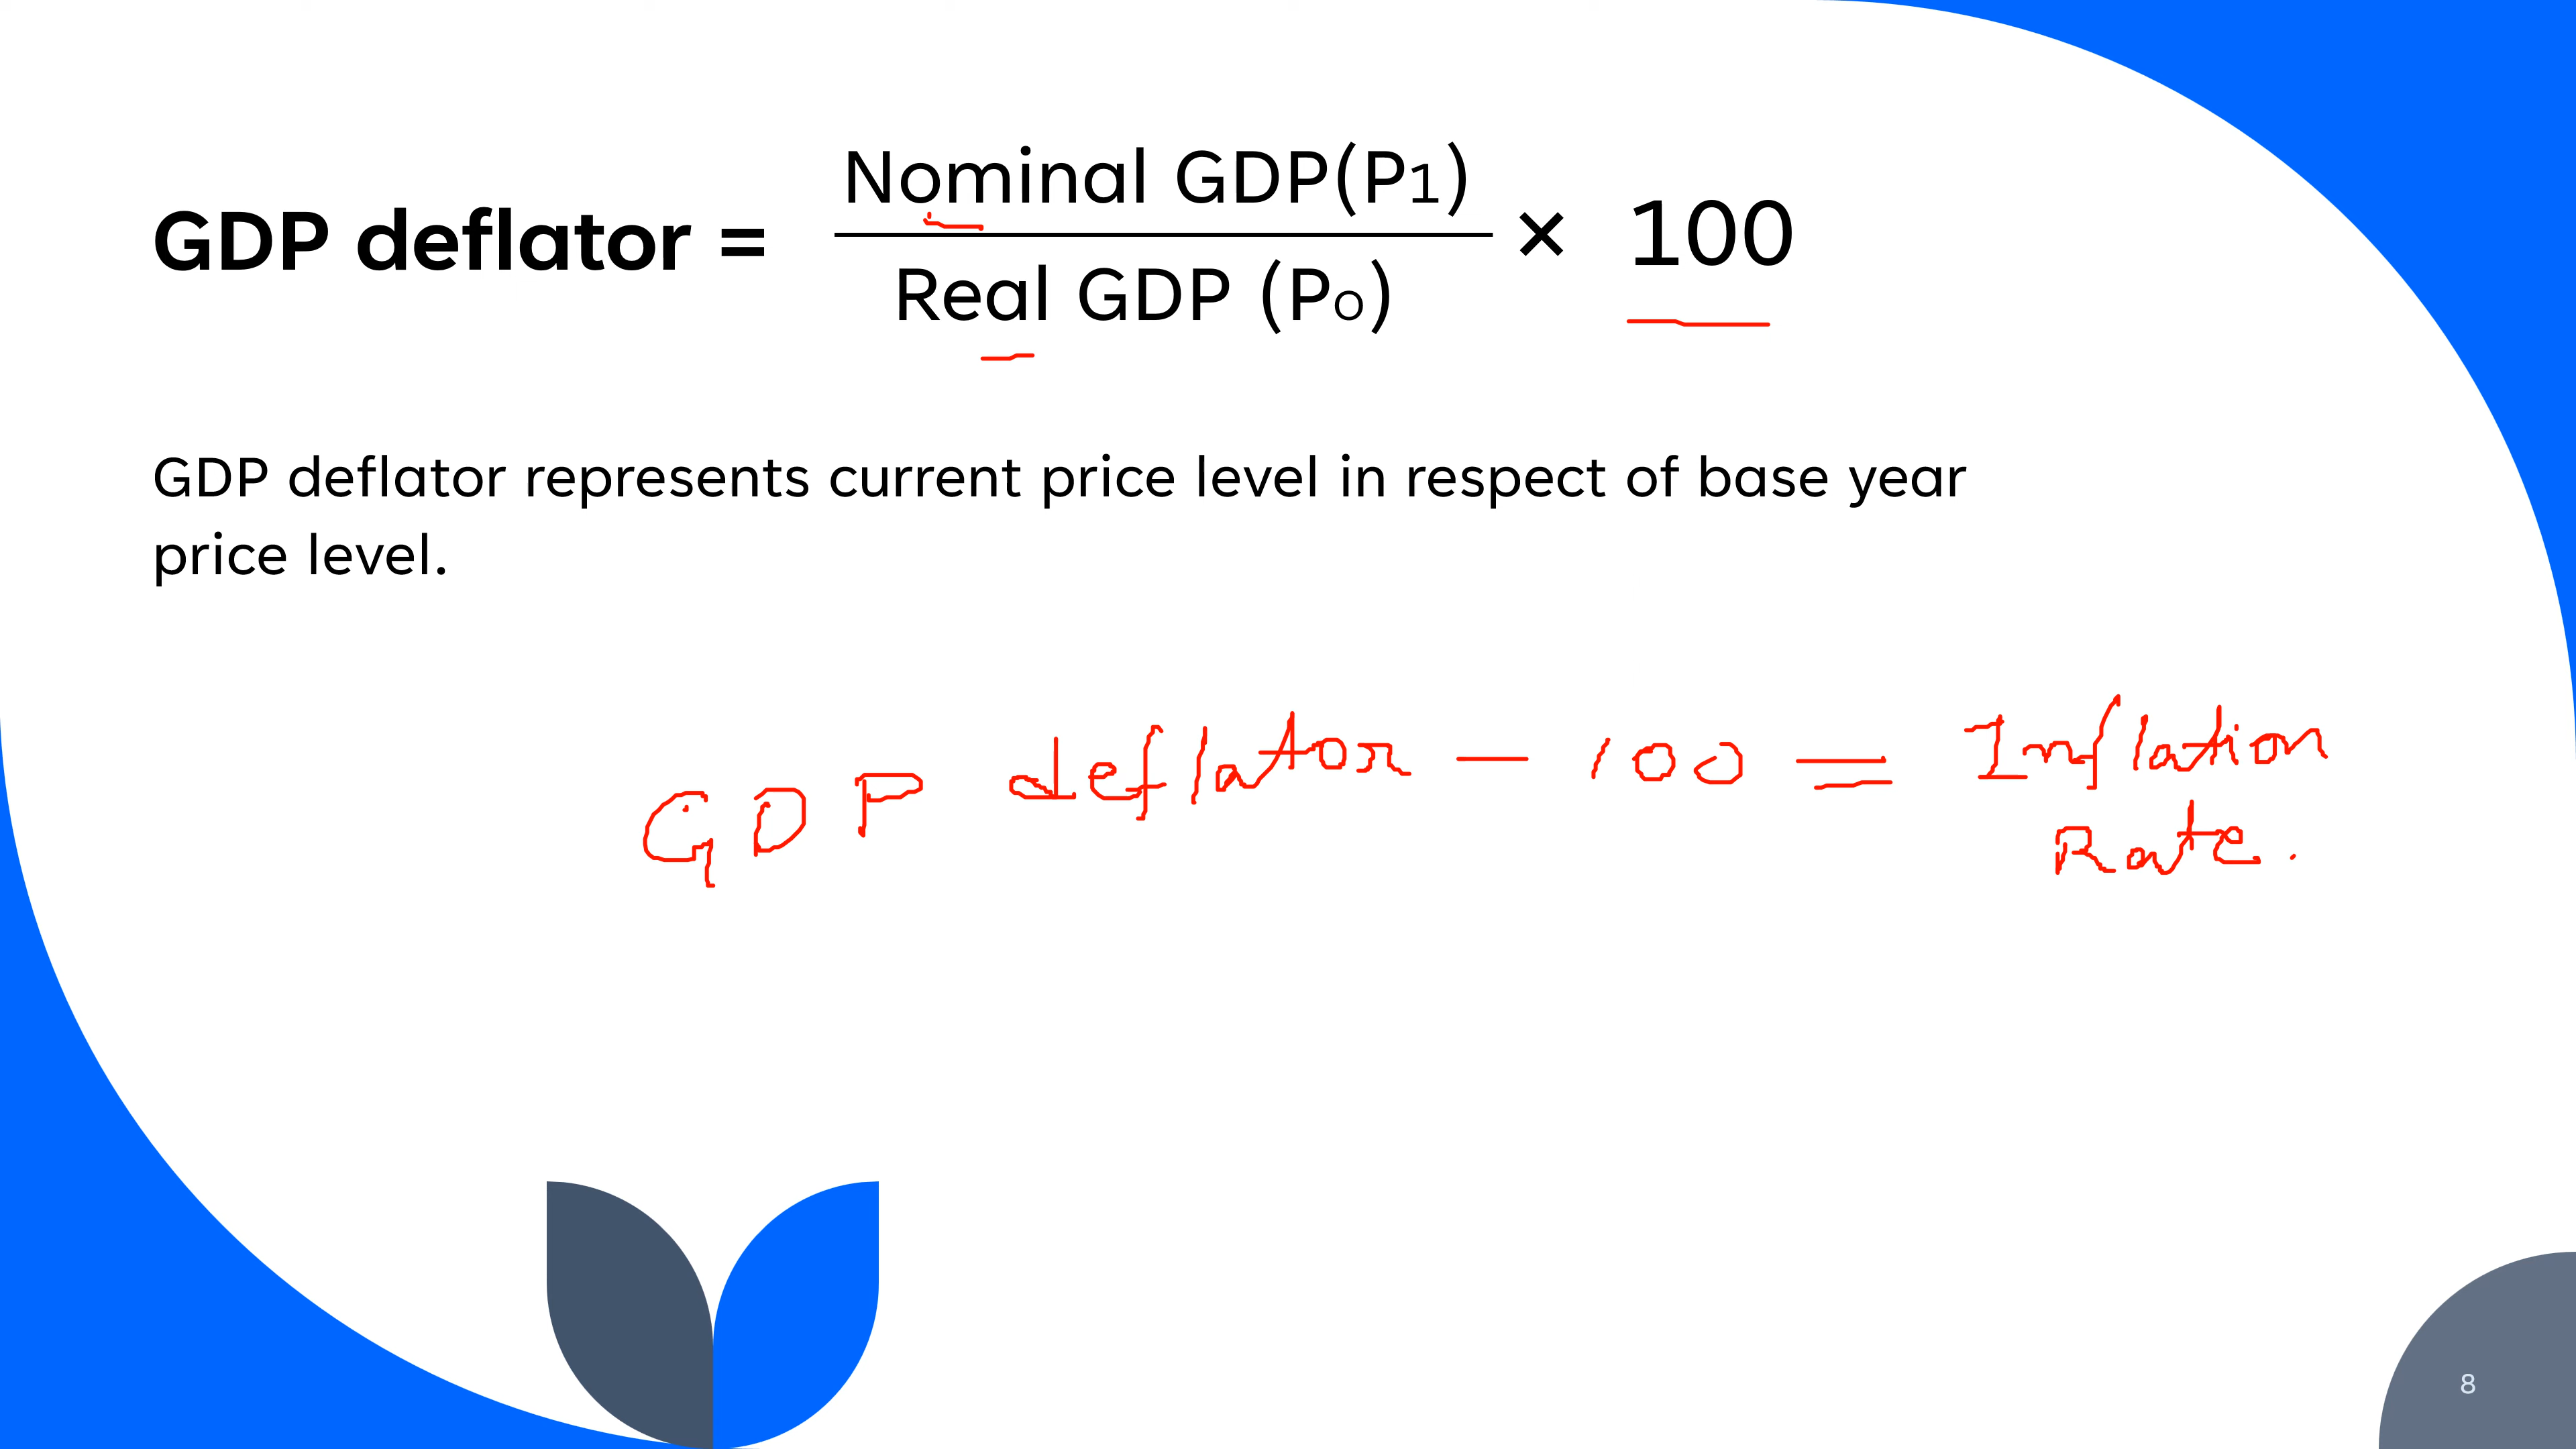 Nominal GDP(P1)
GDP deflator = × 100
Real GDP (Po)
GDP deflator represents current price level in respect of base year
price level.
GDP deflator - 100 = Inflation
Rate.
8